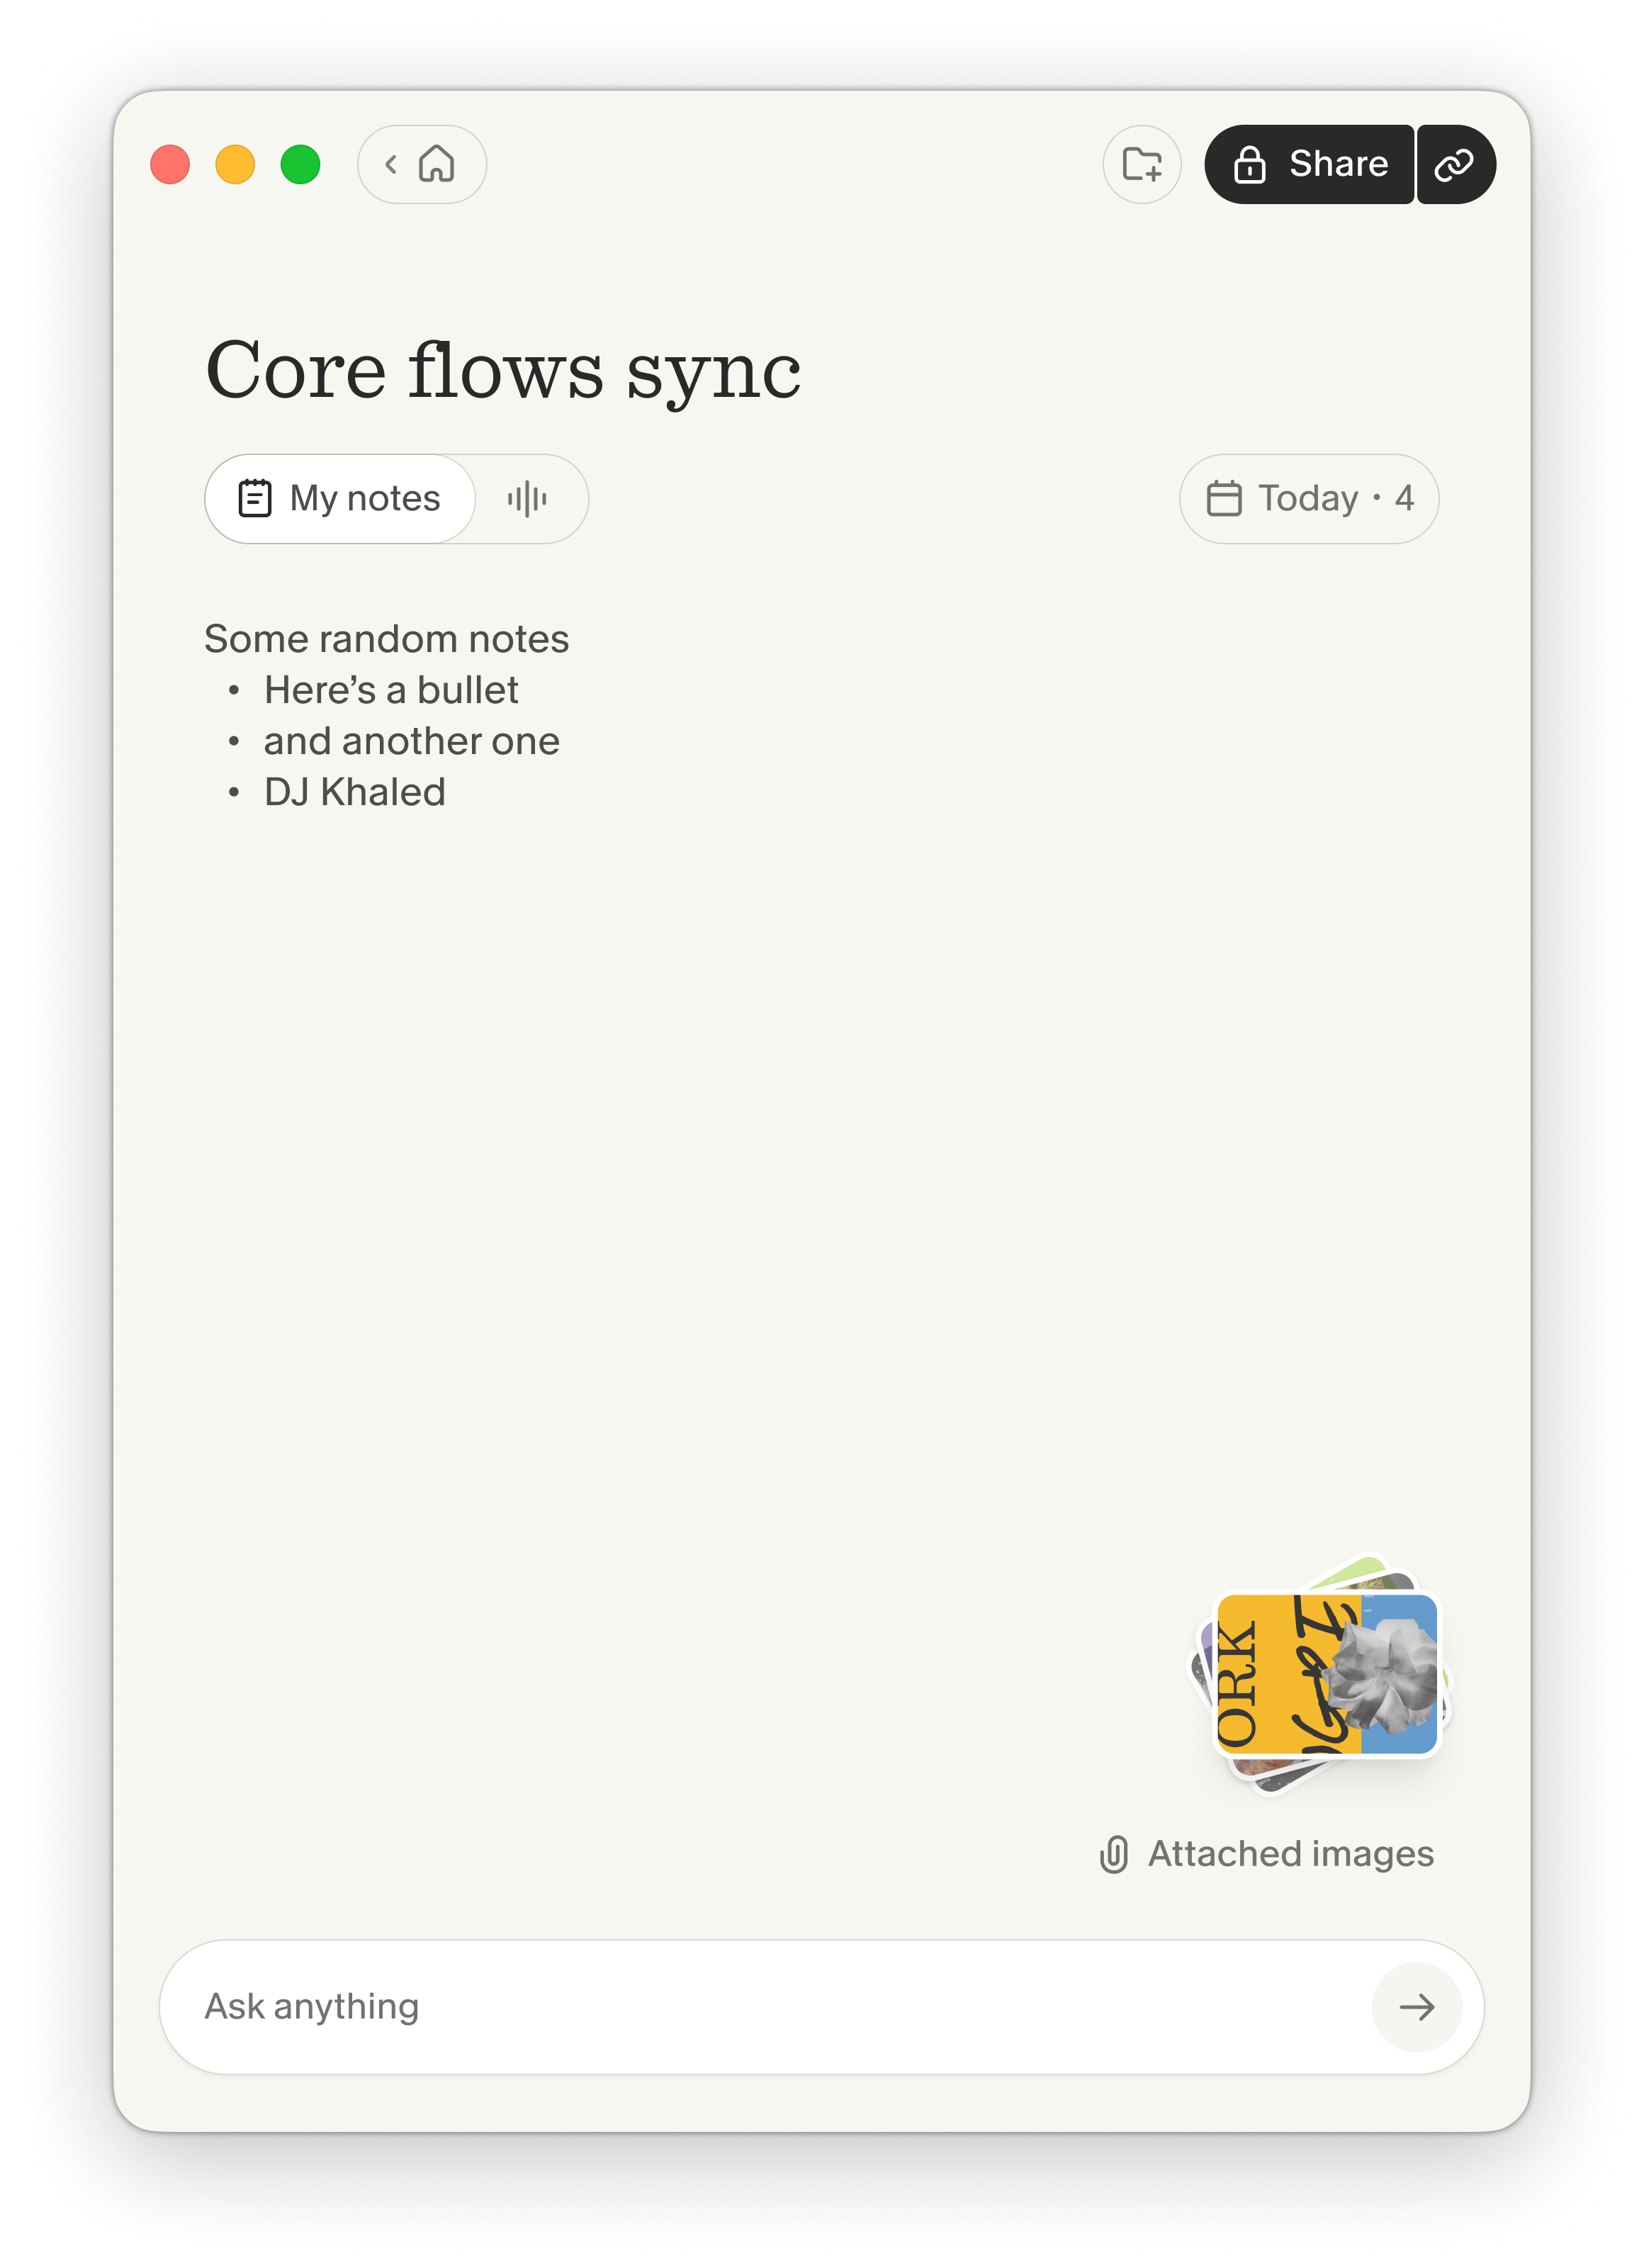 Share
Core flows sync
My notes
Today · 4
Some random notes
• Here’s a bullet
• and another one
• DJ Khaled
ORK
Attached images
Ask anything